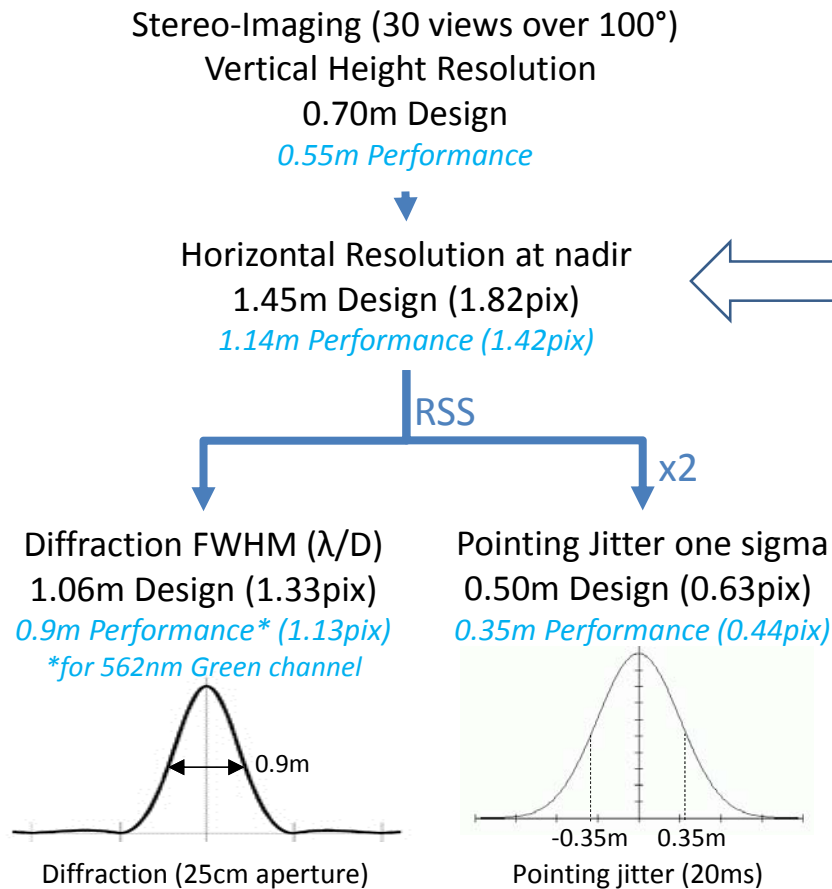 Stereo-Imaging (30 views over 100°)
Vertical Height Resolution
0.70m Design
0.55m Performance
Horizontal Resolution at nadir
1.45m Design (1.82pix)
1.14m Performance (1.42pix)
RSS
x2
Diffraction FWHM (λ/D)
1.06m Design (1.33pix)
0.9m Performance* (1.13pix)
*for 562nm Green channel
0.9m
Diffraction (25cm aperture)
Pointing Jitter one sigma
0.50m Design (0.63pix)
0.35m Performance (0.44pix)
-0.35m 0.35m
Pointing jitter (20ms)